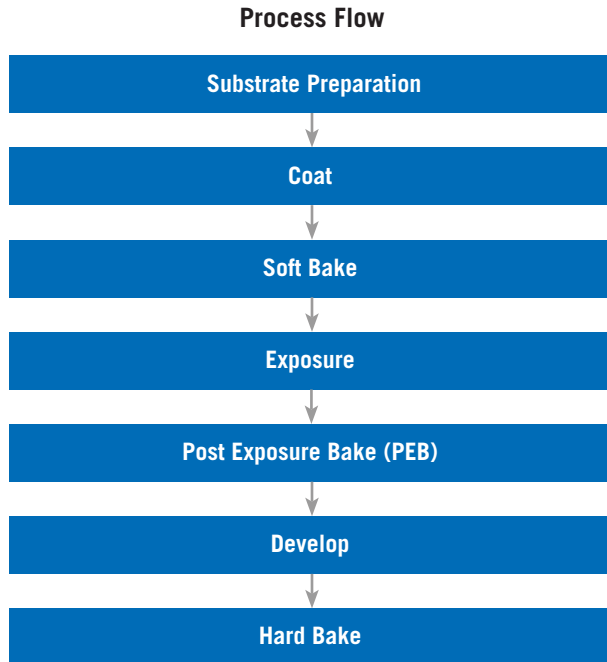 Process Flow
Substrate Preparation
Coat
Soft Bake
Exposure
Post Exposure Bake (PEB)
Develop
Hard Bake